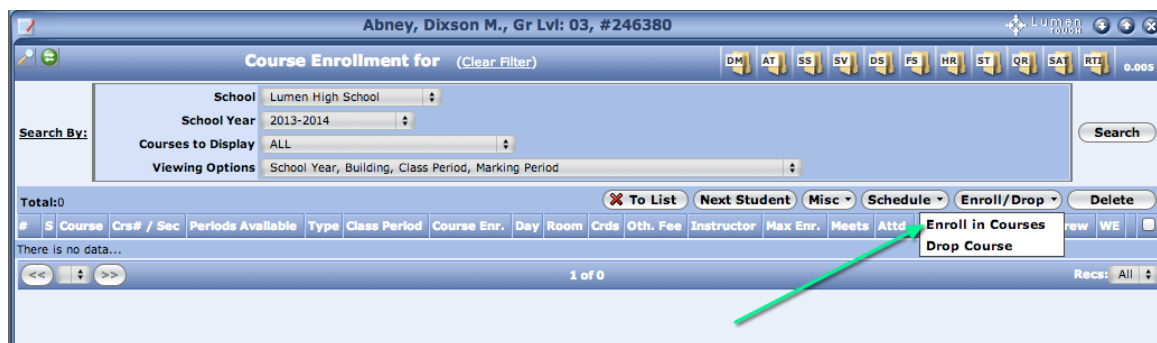 Abney, Dixson M., Gr Lvl: 03, #246380 Lumen TOUCH
Course Enrollment for (Clear Filter) DM AT SS SV DS FS HR ST QR SAT RTI 0.005
School Lumen High School
School Year 2013-2014
Search By: Search
Courses to Display ALL
Viewing Options School Year, Building, Class Period, Marking Period
Total:0 To List Next Student Misc Schedule Enroll/Drop Delete
# S Course Crs# / Sec Periods Available Type Class Period Course Enr. Day Room Crds Oth. Fee Instructor Max Enr. Meets Attd rew WE
Enroll in Courses
Drop Course
There is no data...
<< >> 1 of 0 Recs: All